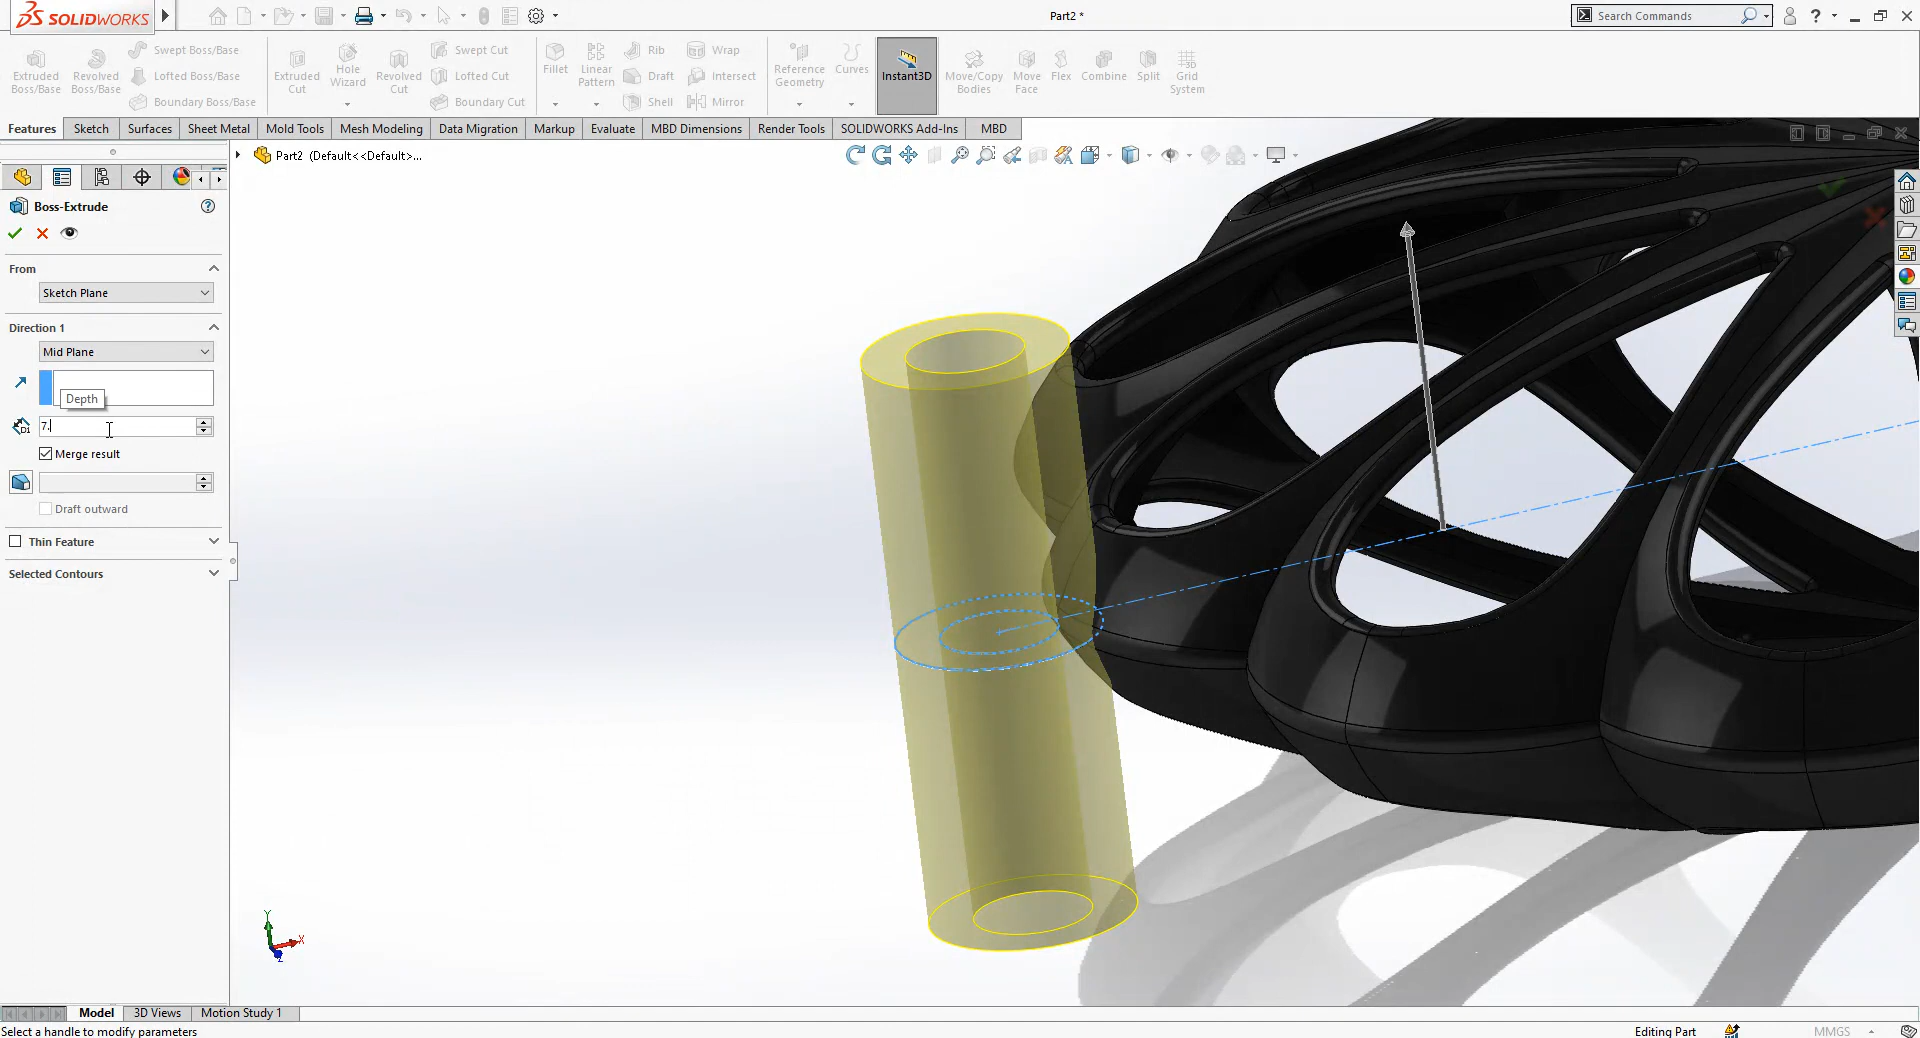 SOLIDWORKS
Part2 *
Search Commands
Extruded Boss/Base
Revolved Boss/Base
Swept Boss/Base
Lofted Boss/Base
Boundary Boss/Base
Extruded Cut
Hole Wizard
Revolved Cut
Swept Cut
Lofted Cut
Boundary Cut
Fillet
Linear Pattern
Rib
Draft
Shell
Wrap
Intersect
Mirror
Reference Geometry
Curves
Instant3D
Move/Copy Bodies
Move Face
Flex
Combine
Split
Grid System
Features
Sketch
Surfaces
Sheet Metal
Mold Tools
Mesh Modeling
Data Migration
Markup
Evaluate
MBD Dimensions
Render Tools
SOLIDWORKS Add-Ins
MBD
Part2 (Default<<Default>...
Boss-Extrude
From
Sketch Plane
Direction 1
Mid Plane
Depth
D1
7.
Merge result
Draft outward
Thin Feature
Selected Contours
Y
X
Z
Model
3D Views
Motion Study 1
Select a handle to modify parameters
Editing Part
MMGS